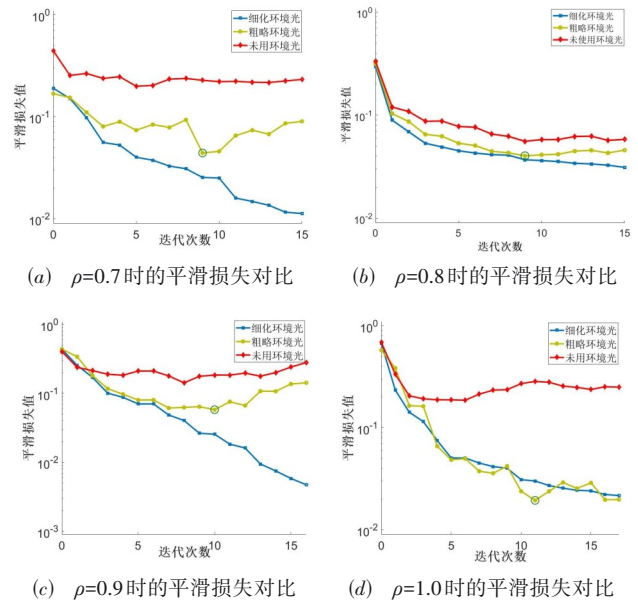 细化环境光
粗略环境光
未用环境光
平滑损失值
10^0
10^-1
10^-2
0 5 10 15
迭代次数
(a) ρ=0.7时的平滑损失对比
细化环境光
粗略环境光
未使用环境光
平滑损失值
10^0
10^-1
10^-2
0 5 10 15
迭代次数
(b) ρ=0.8时的平滑损失对比
细化环境光
粗略环境光
未用环境光
平滑损失值
10^0
10^-1
10^-2
10^-3
0 5 10 15
迭代次数
(c) ρ=0.9时的平滑损失对比
细化环境光
粗略环境光
未用环境光
平滑损失值
10^0
10^-1
10^-2
0 5 10 15
迭代次数
(d) ρ=1.0时的平滑损失对比